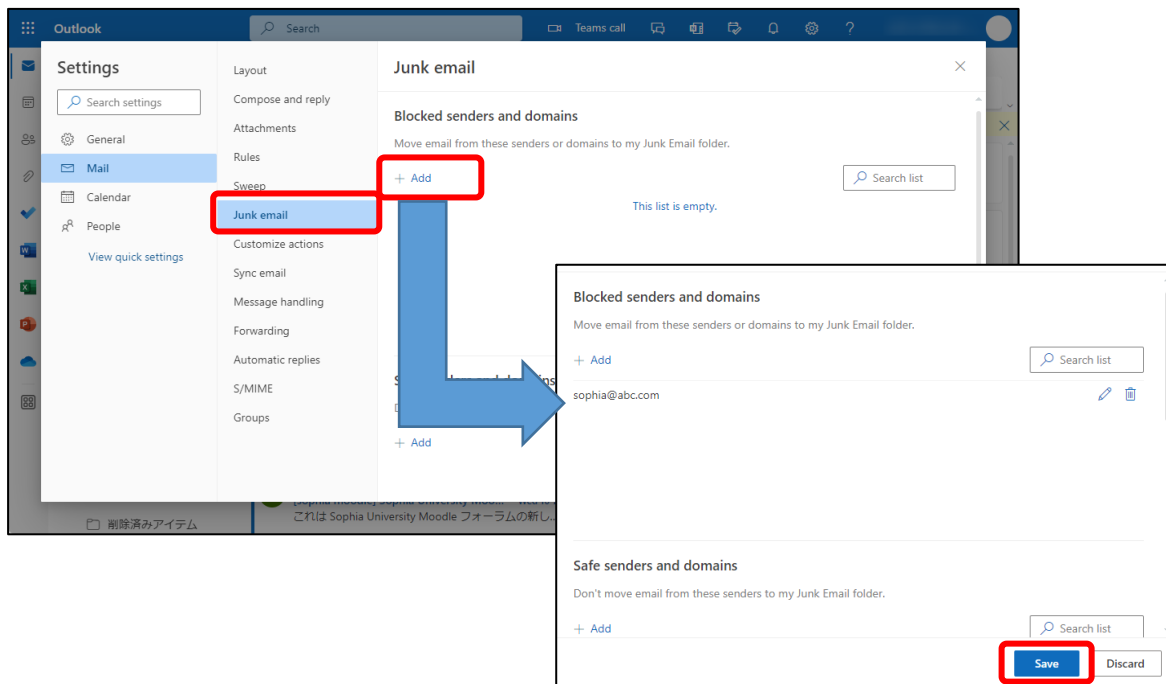 Outlook
Search
Teams call
Settings
Search settings
General
Mail
Calendar
People
View quick settings
Layout
Compose and reply
Attachments
Rules
Sweep
Junk email
Customize actions
Sync email
Message handling
Forwarding
Automatic replies
S/MIME
Groups
Junk email
Blocked senders and domains
Move email from these senders or domains to my Junk Email folder.
+ Add
Search list
This list is empty.
+ Add
削除済みアイテム
これは Sophia University Moodle フォーラムの新し...
Blocked senders and domains
Move email from these senders or domains to my Junk Email folder.
+ Add
Search list
sophia@abc.com
Safe senders and domains
Don't move email from these senders to my Junk Email folder.
+ Add
Search list
Save
Discard